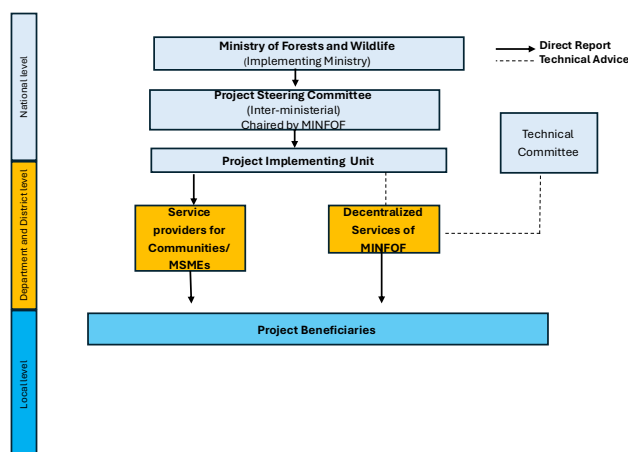 Ministry of Forests and Wildlife
(Implementing Ministry)
Direct Report
Technical Advice
National level
Project Steering Committee
(Inter-ministerial)
Chaired by MINFOF
Technical
Committee
Project Implementing Unit
Department and District level
Service
providers for
Communities/
MSMEs
Decentralized
Services of
MINFOF
Project Beneficiaries
Local level